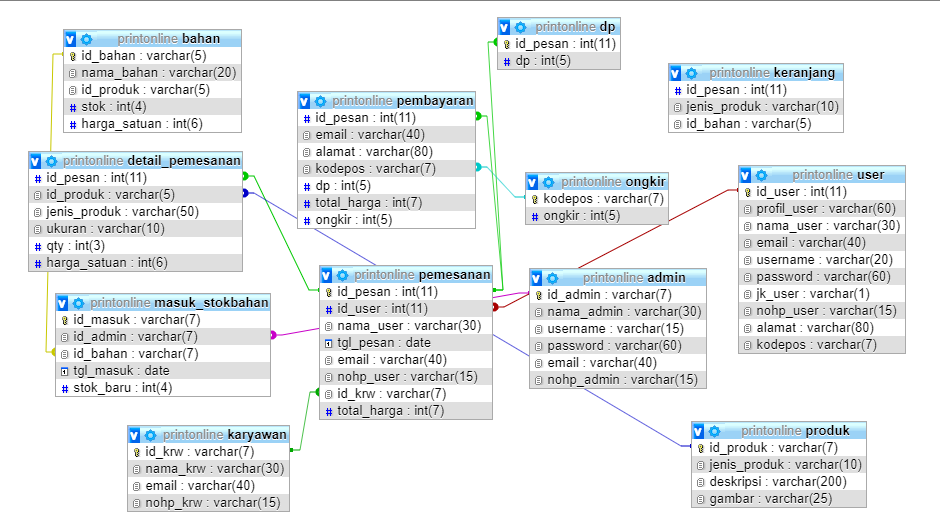 printonline bahan
id_bahan : varchar(5)
nama_bahan : varchar(20)
id_produk : varchar(5)
stok : int(4)
harga_satuan : int(6)
printonline dp
id_pesan : int(11)
dp : int(5)
printonline keranjang
id_pesan : int(11)
jenis_produk : varchar(10)
id_bahan : varchar(5)
printonline pembayaran
id_pesan : int(11)
email : varchar(40)
alamat : varchar(80)
kodepos : varchar(7)
dp : int(5)
total_harga : int(7)
ongkir : int(5)
printonline detail_pemesanan
id_pesan : int(11)
id_produk : varchar(5)
jenis_produk : varchar(50)
ukuran : varchar(10)
qty : int(3)
harga_satuan : int(6)
printonline ongkir
kodepos : varchar(7)
ongkir : int(5)
printonline user
id_user : int(11)
profil_user : varchar(60)
nama_user : varchar(30)
email : varchar(40)
username : varchar(20)
password : varchar(60)
jk_user : varchar(1)
nohp_user : varchar(15)
alamat : varchar(80)
kodepos : varchar(7)
printonline pemesanan
id_pesan : int(11)
id_user : int(11)
nama_user : varchar(30)
tgl_pesan : date
email : varchar(40)
nohp_user : varchar(15)
id_krw : varchar(7)
total_harga : int(7)
printonline admin
id_admin : varchar(7)
nama_admin : varchar(30)
username : varchar(15)
password : varchar(60)
email : varchar(40)
nohp_admin : varchar(15)
printonline masuk_stokbahan
id_masuk : varchar(7)
id_admin : varchar(7)
id_bahan : varchar(7)
tgl_masuk : date
stok_baru : int(4)
printonline karyawan
id_krw : varchar(7)
nama_krw : varchar(30)
email : varchar(40)
nohp_krw : varchar(15)
printonline produk
id_produk : varchar(7)
jenis_produk : varchar(10)
deskripsi : varchar(200)
gambar : varchar(25)